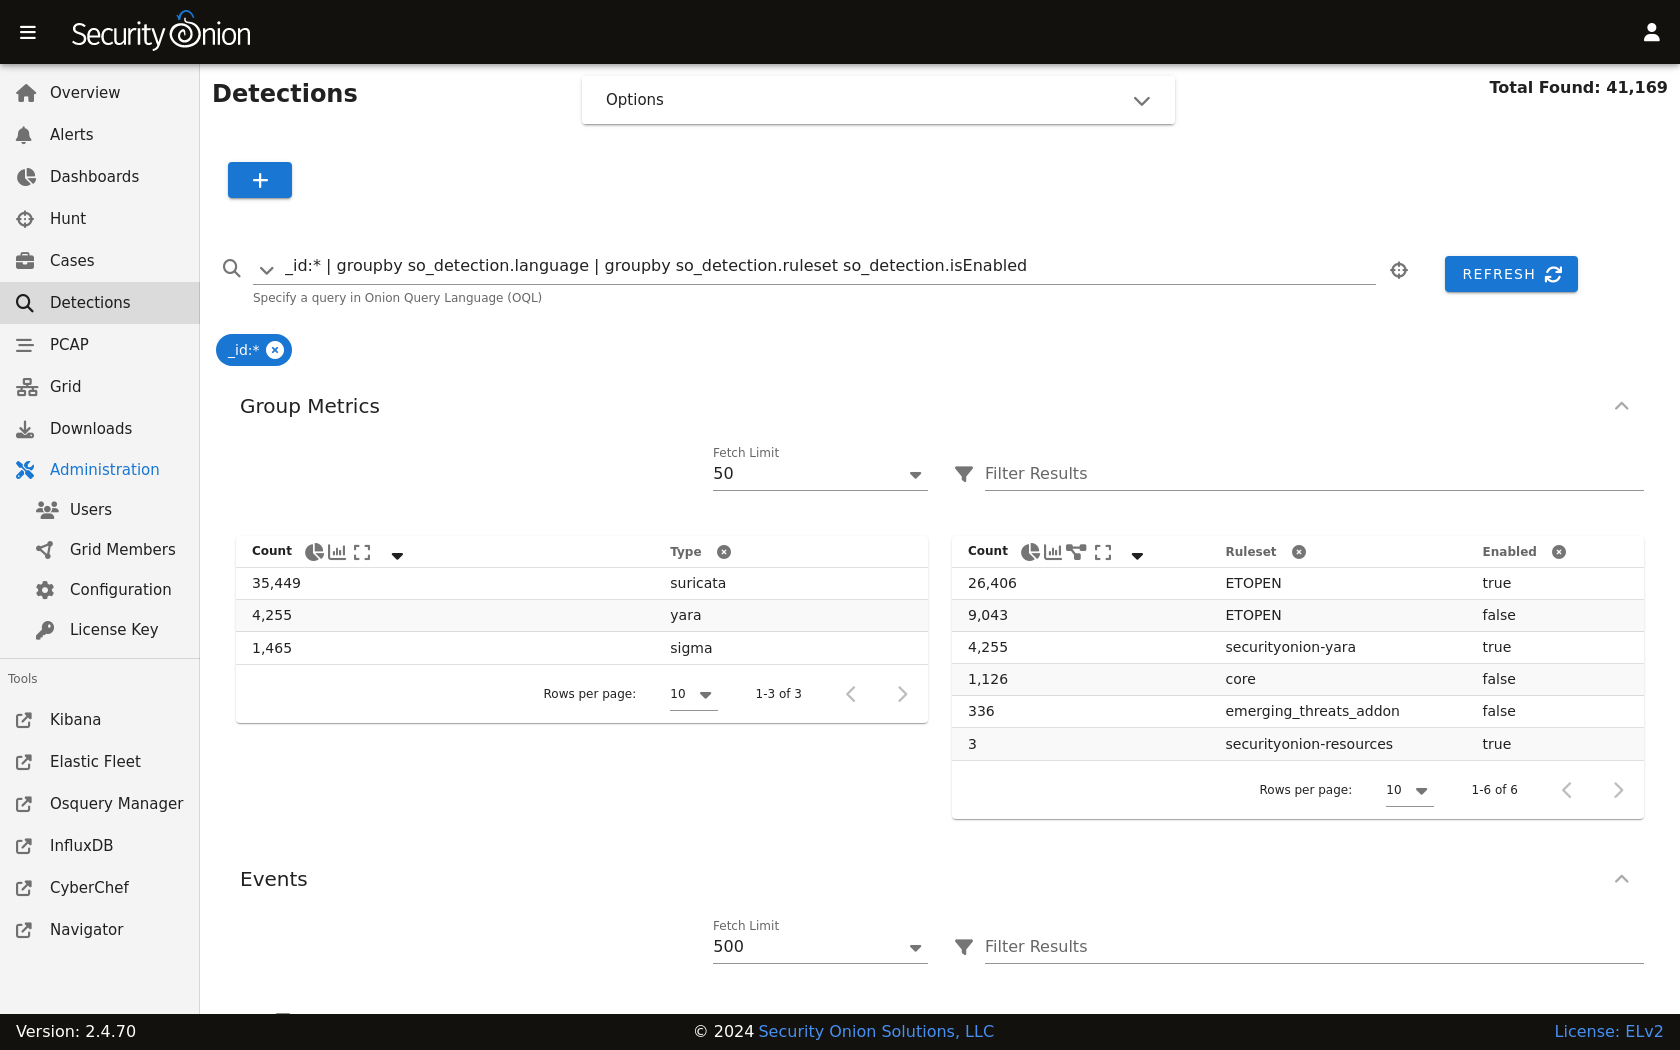 Security Onion
Overview
Alerts
Dashboards
Hunt
Cases
Detections
PCAP
Grid
Downloads
Administration
Users
Grid Members
Configuration
License Key
Tools
Kibana
Elastic Fleet
Osquery Manager
InfluxDB
CyberChef
Navigator
Detections
Options
Total Found: 41,169
+
_id:* | groupby so_detection.language | groupby so_detection.ruleset so_detection.isEnabled
REFRESH
Specify a query in Onion Query Language (OQL)
_id:*
Group Metrics
Fetch Limit
50
Filter Results
Count Type
35,449 suricata
4,255 yara
1,465 sigma
Rows per page: 10 1-3 of 3
Count Ruleset Enabled
26,406 ETOPEN true
9,043 ETOPEN false
4,255 securityonion-yara true
1,126 core false
336 emerging_threats_addon false
3 securityonion-resources true
Rows per page: 10 1-6 of 6
Events
Fetch Limit
500
Filter Results
Version: 2.4.70
© 2024 Security Onion Solutions, LLC
License: ELv2